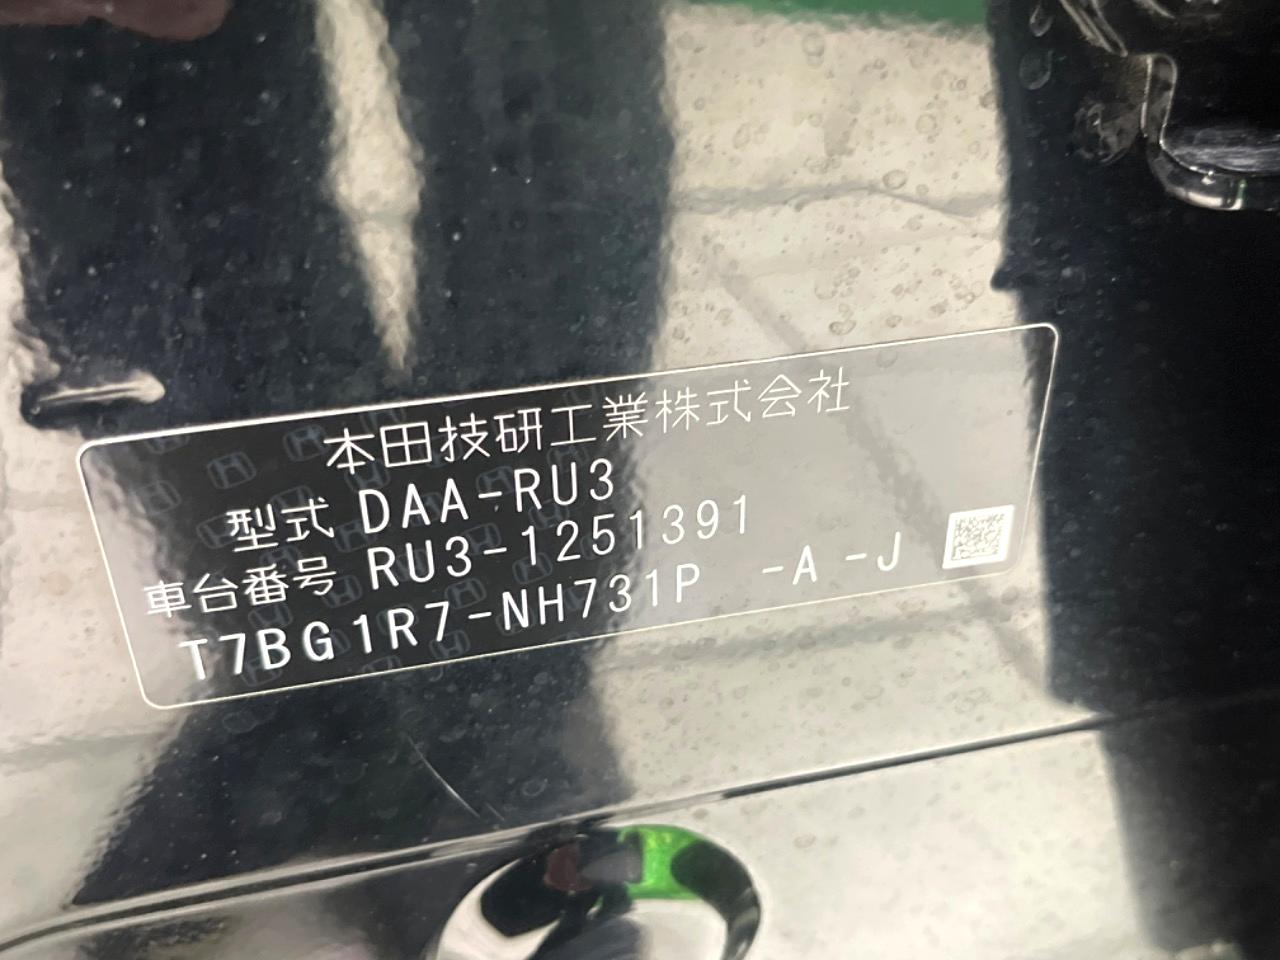 本田技研工業株式会社
型式 DAA-RU3
車台番号 RU3-1251391
T7BG1R7-NH731P -A -J